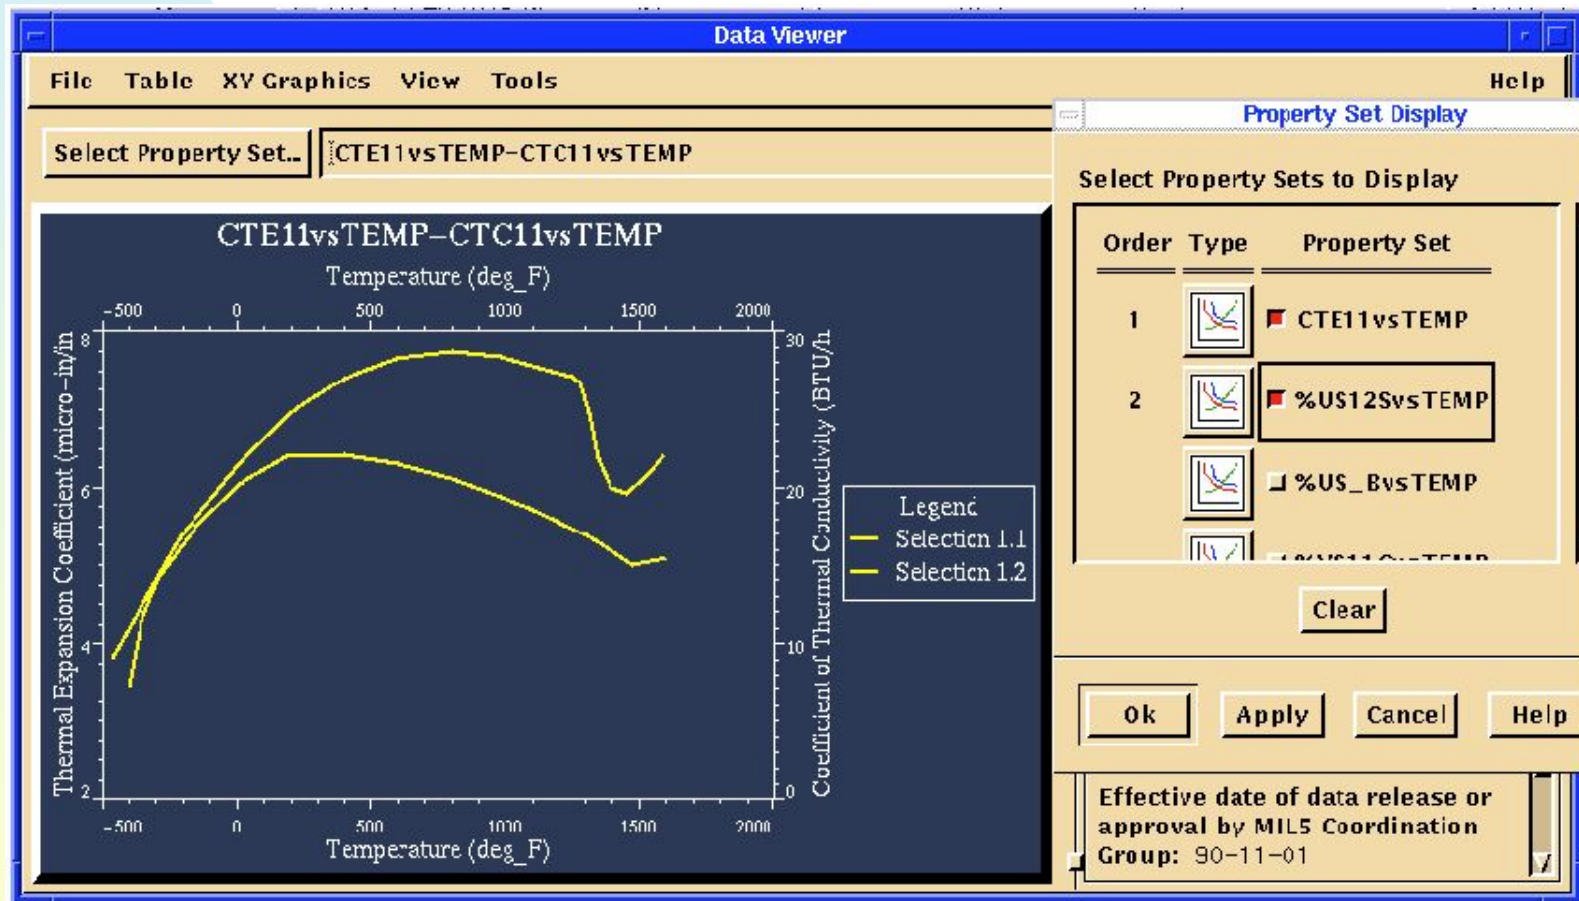 Data Viewer
File Table XY Graphics View Tools Help
Property Set Display
Select Property Set... CTE11vsTEMP-CTC11vsTEMP
Select Property Sets to Display
Order Type Property Set
1 CTE11vsTEMP
2 %US12SvsTEMP
%US_BvsTEMP
Clear
Ok Apply Cancel Help
Effective date of data release or
approval by MIL5 Coordination
Group: 90-11-01
CTE11vsTEMP-CTC11vsTEMP
Temperature (deg_F)
-500 0 500 1000 1500 2000
8 6 4 2
Thermal Expansion Coefficient (micro-in/in
30 20 10 0
Coefficient of Thermal Conductivity (BTU/h
Legend
Selection 1.1
Selection 1.2
-500 0 500 1000 1500 2000
Temperature (deg_F)